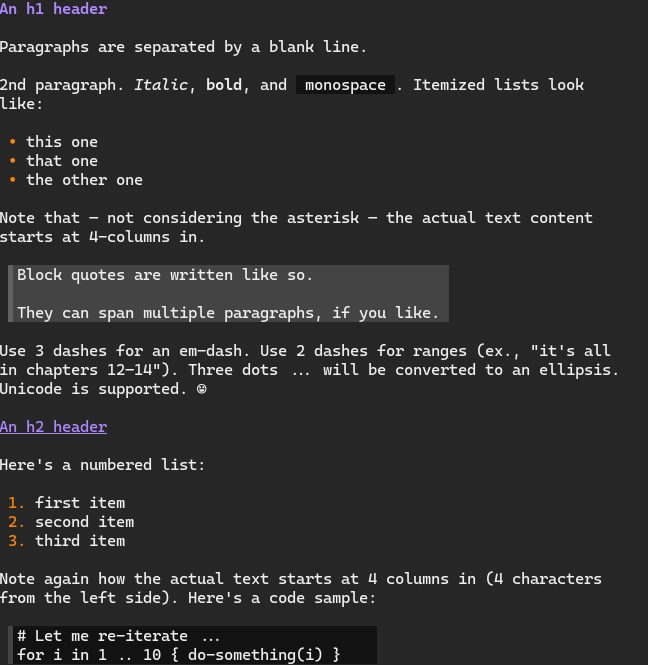 An h1 header
Paragraphs are separated by a blank line.
2nd paragraph. Italic, bold, and monospace . Itemized lists look
like:
• this one
• that one
• the other one
Note that — not considering the asterisk — the actual text content
starts at 4-columns in.
Block quotes are written like so.
They can span multiple paragraphs, if you like.
Use 3 dashes for an em-dash. Use 2 dashes for ranges (ex., "it's all
in chapters 12–14"). Three dots … will be converted to an ellipsis.
Unicode is supported. ☺
An h2 header
Here's a numbered list:
1. first item
2. second item
3. third item
Note again how the actual text starts at 4 columns in (4 characters
from the left side). Here's a code sample:
# Let me re-iterate ...
for i in 1 .. 10 { do-something(i) }